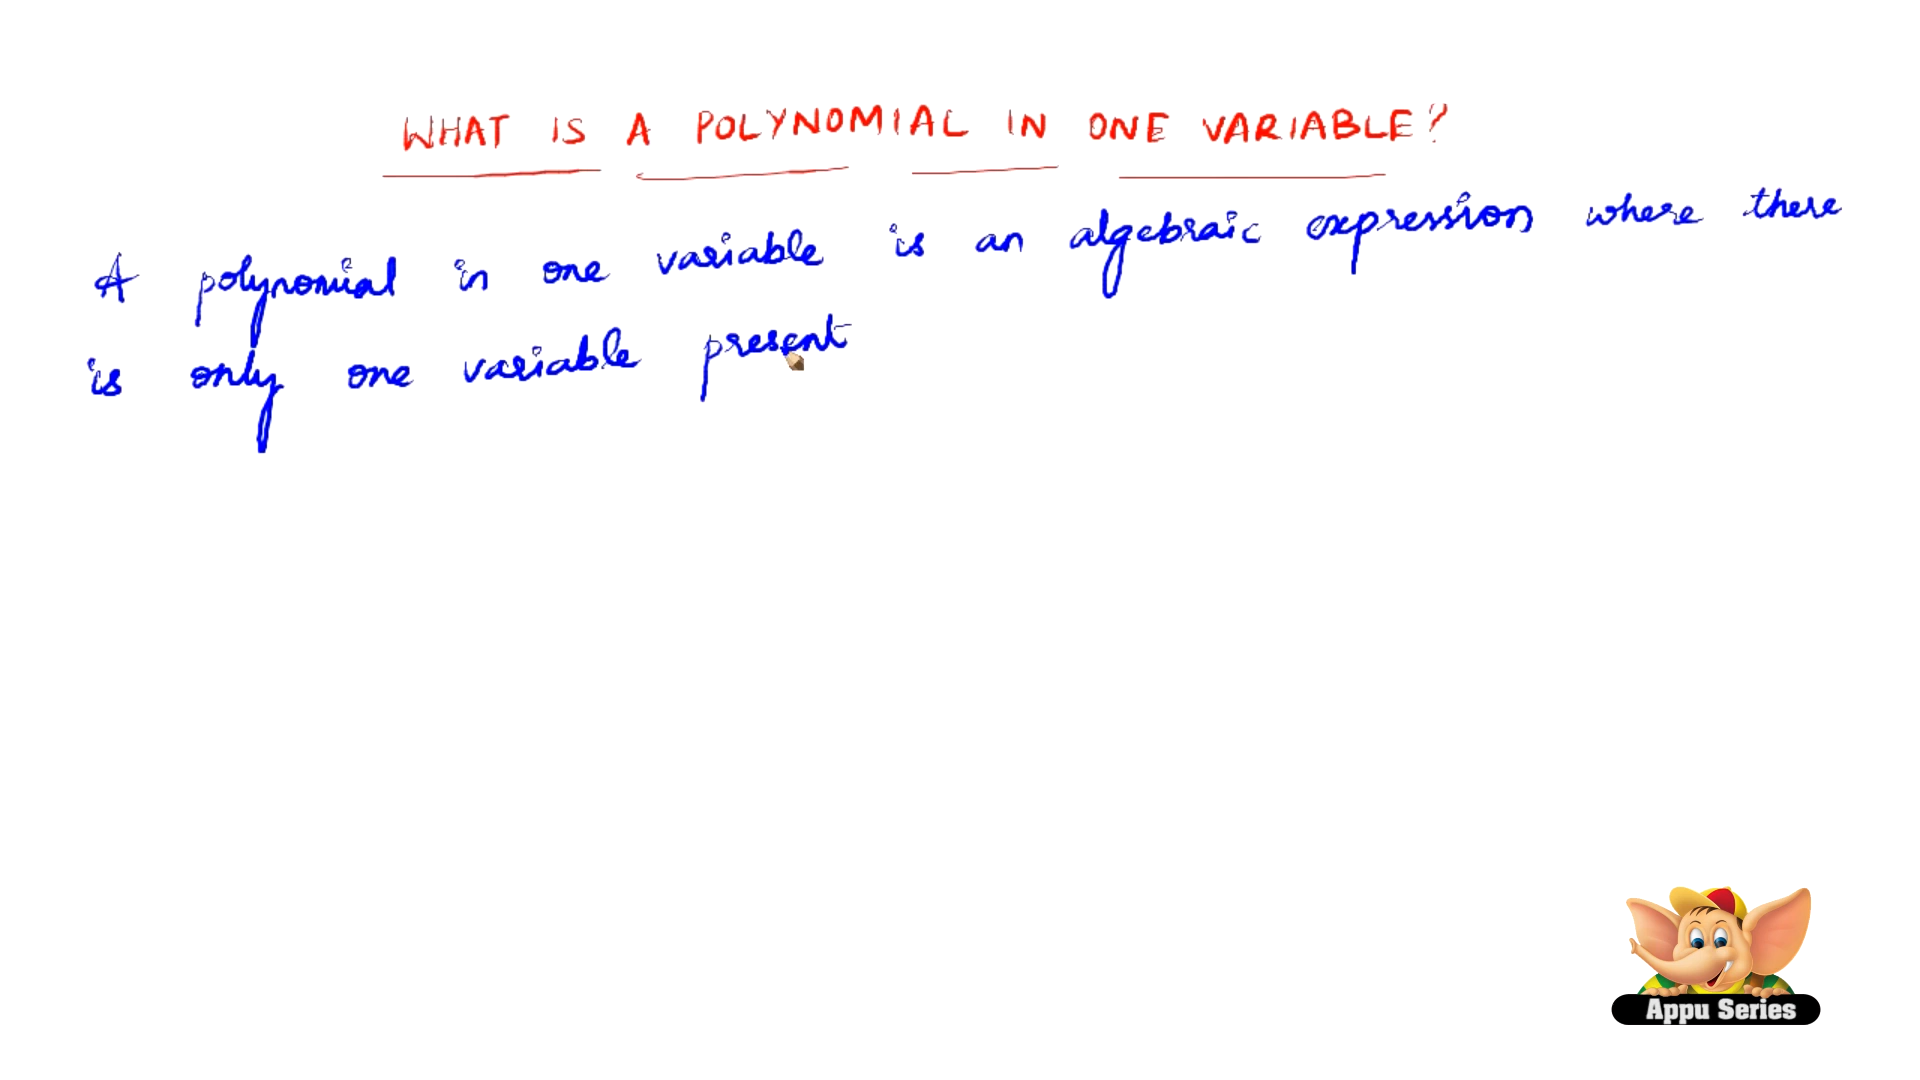 WHAT IS A POLYNOMIAL IN ONE VARIABLE?
A polynomial in one variable is an algebraic expression where there
is only one variable present
Appu Series